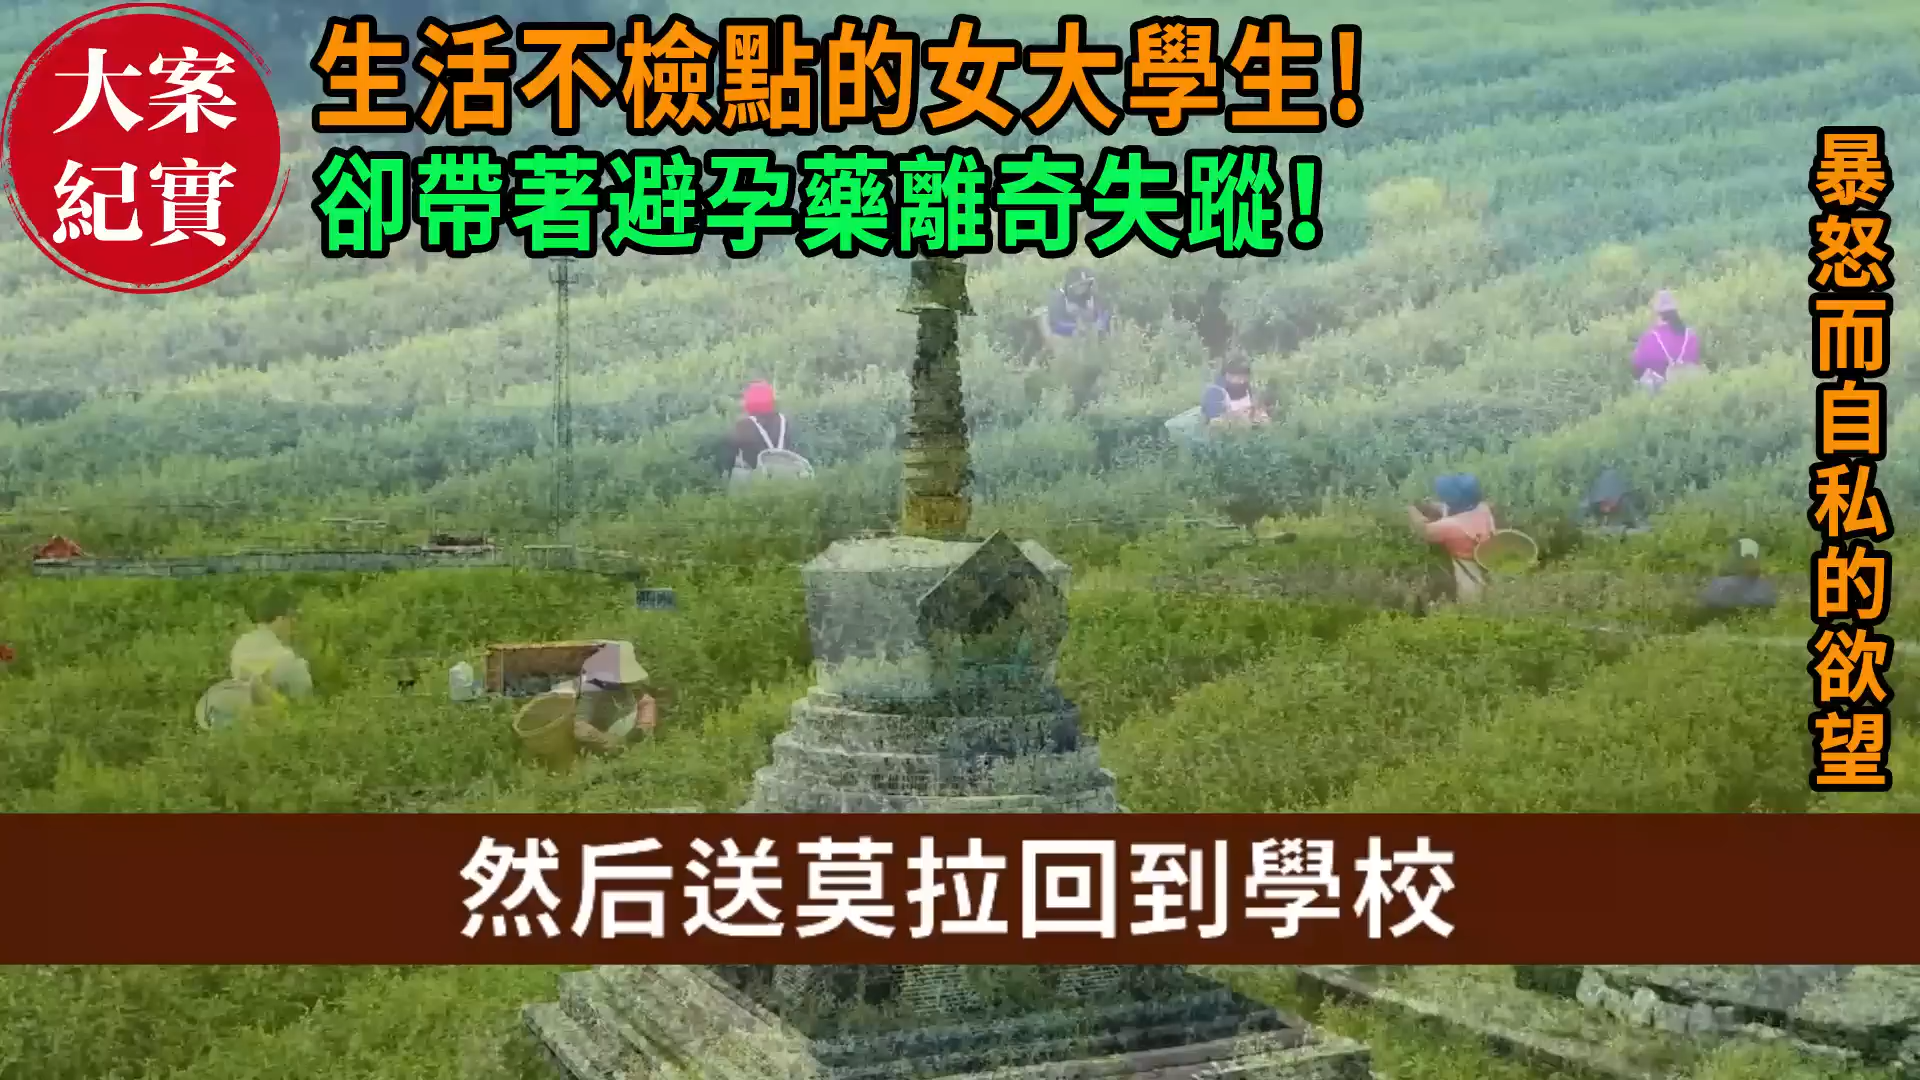 大案
紀實
生活不檢點的女大學生!
卻帶著避孕藥離奇失蹤!
暴怒而自私的欲望
然后送莫拉回到學校